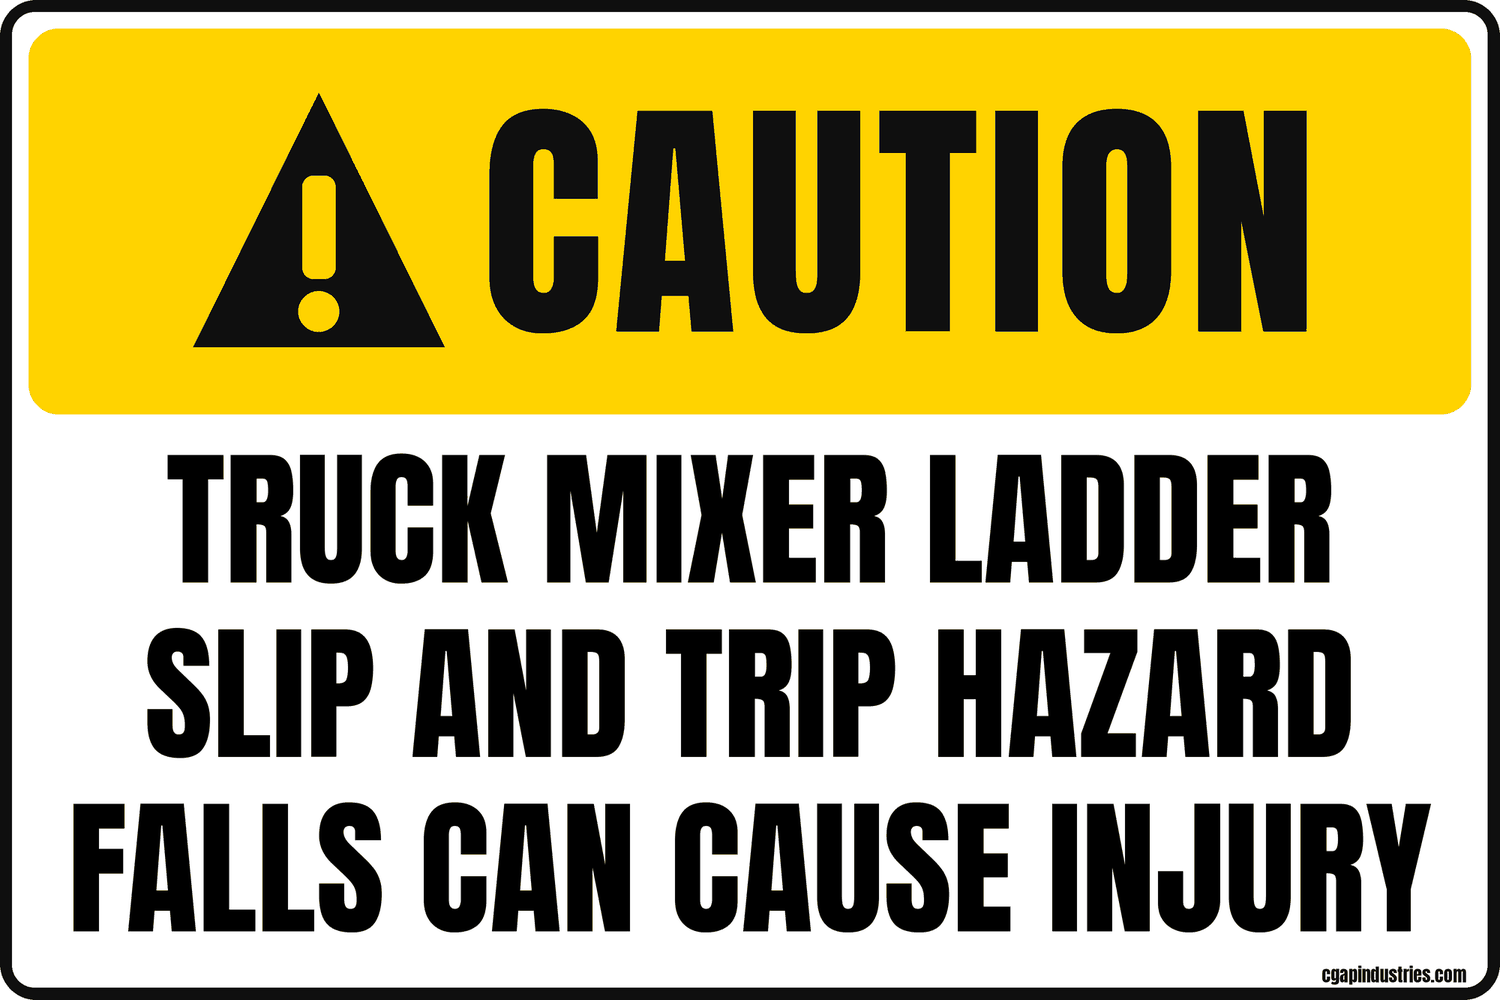 CAUTION
TRUCK MIXER LADDER
SLIP AND TRIP HAZARD
FALLS CAN CAUSE INJURY
cgapindustries.com